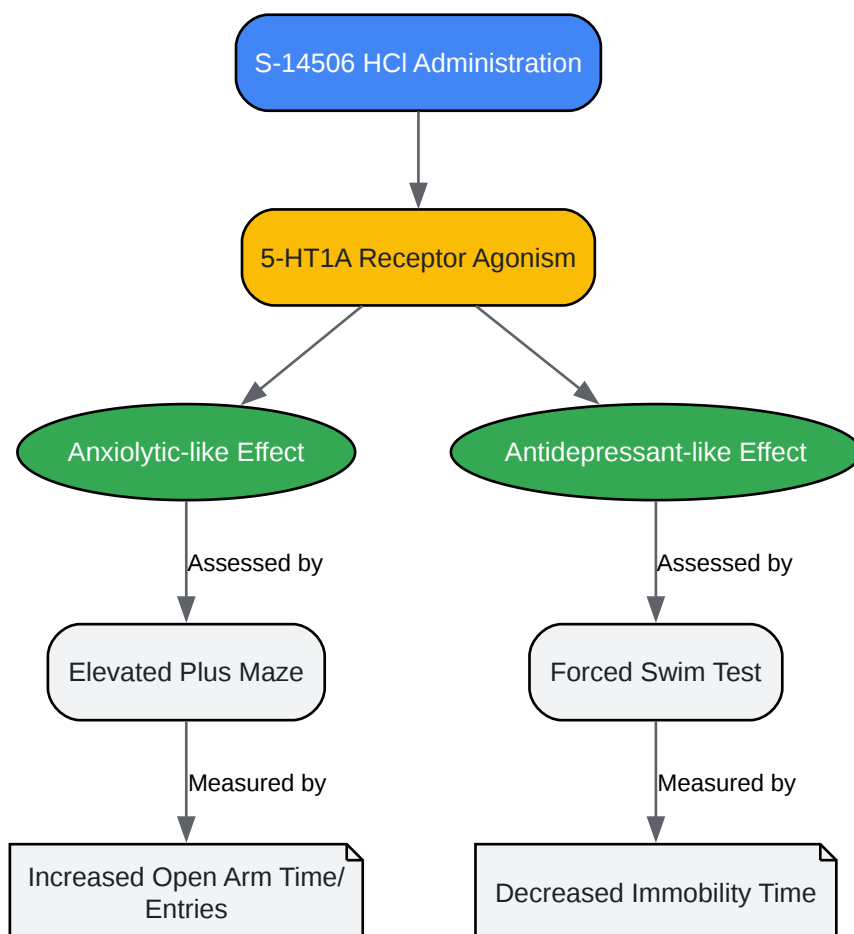 S-14506 HCl Administration
5-HT1A Receptor Agonism
Anxiolytic-like Effect
Antidepressant-like Effect
Assessed by
Assessed by
Elevated Plus Maze
Forced Swim Test
Measured by
Measured by
Increased Open Arm Time/
Entries
Decreased Immobility Time